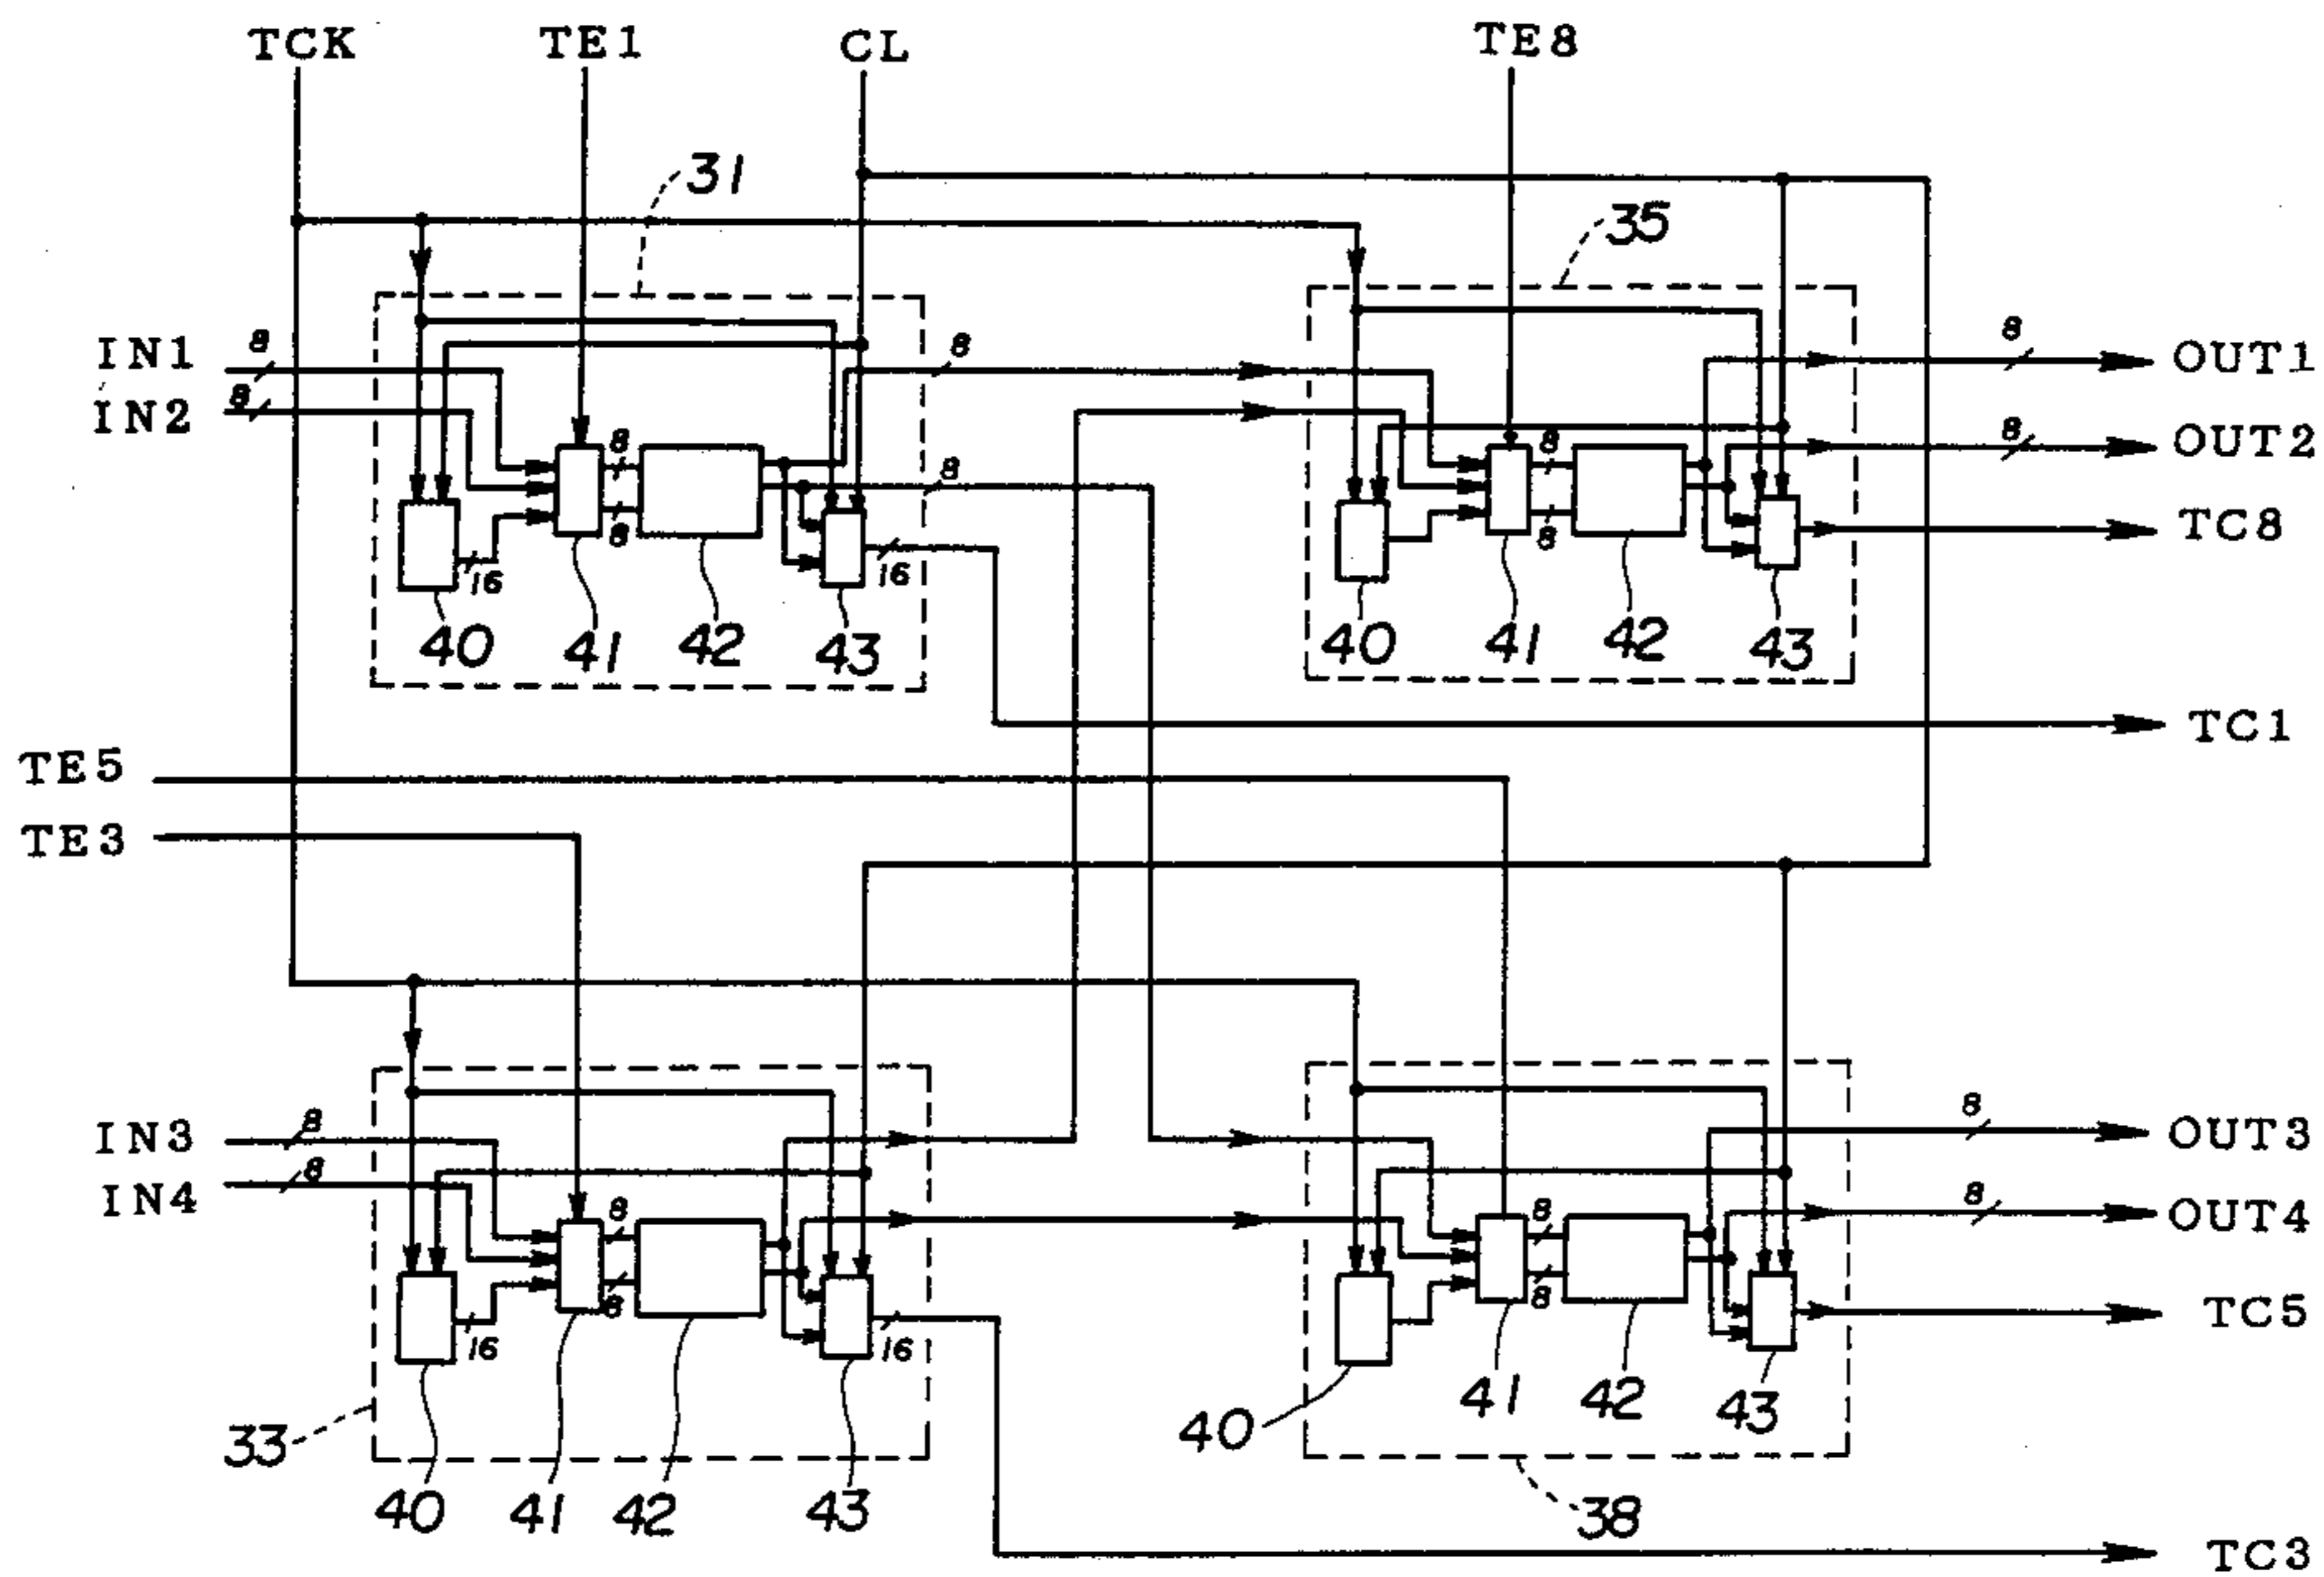 TCK TE1 CL TE8
31
35
IN1 8 8 8 OUT1
IN2 8 8 8 8 8 OUT2
8 16 16 8 TC8
40 41 42 43 40 41 42 43
TC1
TE5
TE3
IN3 8 8 OUT3
IN4 8 8 8 8 OUT4
8 16 16 8 TC5
33 40 41 42 43 40 41 42 43
38
TC3